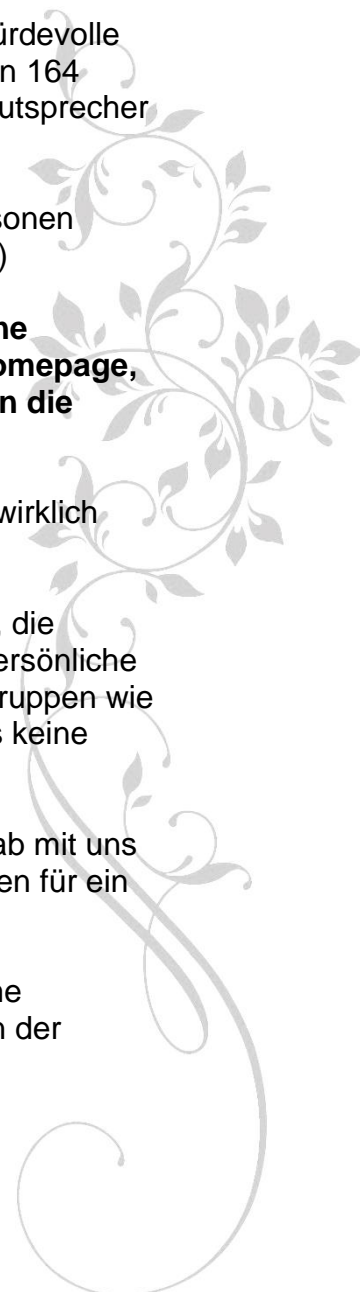 ürdevolle
n 164
utsprecher
sonen
)
ne
omepage,
n die
wirklich
die
ersönliche
ruppen wie
s keine
ab mit uns
en für ein
ne
n der